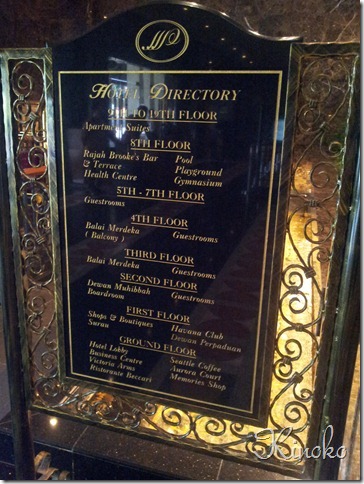 HOTEL DIRECTORY
9TH TO 19TH FLOOR
Apartment Suites
8TH FLOOR
Rajah Brooke's Bar
& Terrace
Health Centre
Pool
Playground
Gymnasium
5TH - 7TH FLOOR
Guestrooms
4TH FLOOR
Balai Merdeka
( Balcony )
Guestrooms
THIRD FLOOR
Balai Merdeka
Guestrooms
SECOND FLOOR
Dewan Muhibbah
Boardroom
Guestrooms
FIRST FLOOR
Shops & Boutiques
Surau
Havana Club
Dewan Perpaduan
GROUND FLOOR
Hotel Lobby
Business Centre
Victoria Arms
Ristorante Beccari
Seattle Coffee
Aurora Court
Memories Shop
Kinoko